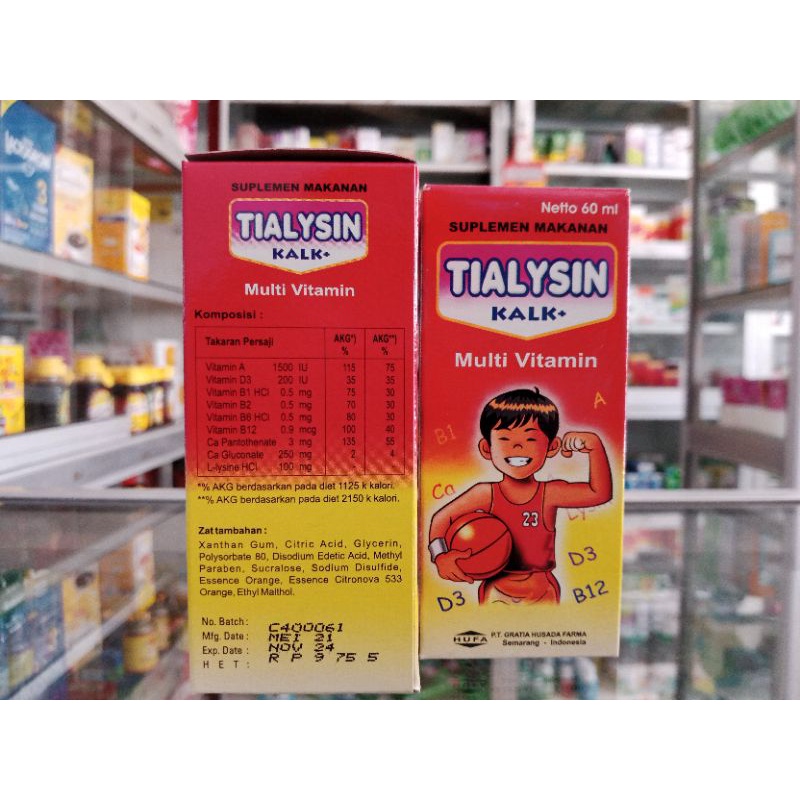 SUPLEMEN MAKANAN
TIALYSIN
KALK+
Multi Vitamin
Komposisi :
Takaran Persaji AKG*) % AKG**) %
Vitamin A 1500 IU 115 75
Vitamin D3 200 IU 35 35
Vitamin B1 HCl 0.5 mg 75 30
Vitamin B2 0.5 mg 70 30
Vitamin B6 HCl 0.5 mg 80 30
Vitamin B12 0.9 mcg 100 40
Ca Pantothenate 3 mg 135 55
Ca Gluconate 250 mg 2 4
L-lysine HCl 100 mg - -
*% AKG berdasarkan pada diet 1125 k kalori.
**% AKG berdasarkan pada diet 2150 k kalori.
Zat tambahan :
Xanthan Gum, Citric Acid, Glycerin,
Polysorbate 80, Disodium Edetic Acid, Methyl
Paraben, Sucralose, Sodium Disulfide,
Essence Orange, Essence Citronova 533
Orange, Ethyl Malthol.
No. Batch : C400061
Mfg. Date : MEI 21
Exp. Date : NOV 24
H E T : R P 9 75 5
Netto 60 ml
SUPLEMEN MAKANAN
TIALYSIN
KALK+
Multi Vitamin
A
B1
Ca
23
D3
B12
D3
HUFA
P.T. GRATIA HUSADA FARMA
Semarang - Indonesia